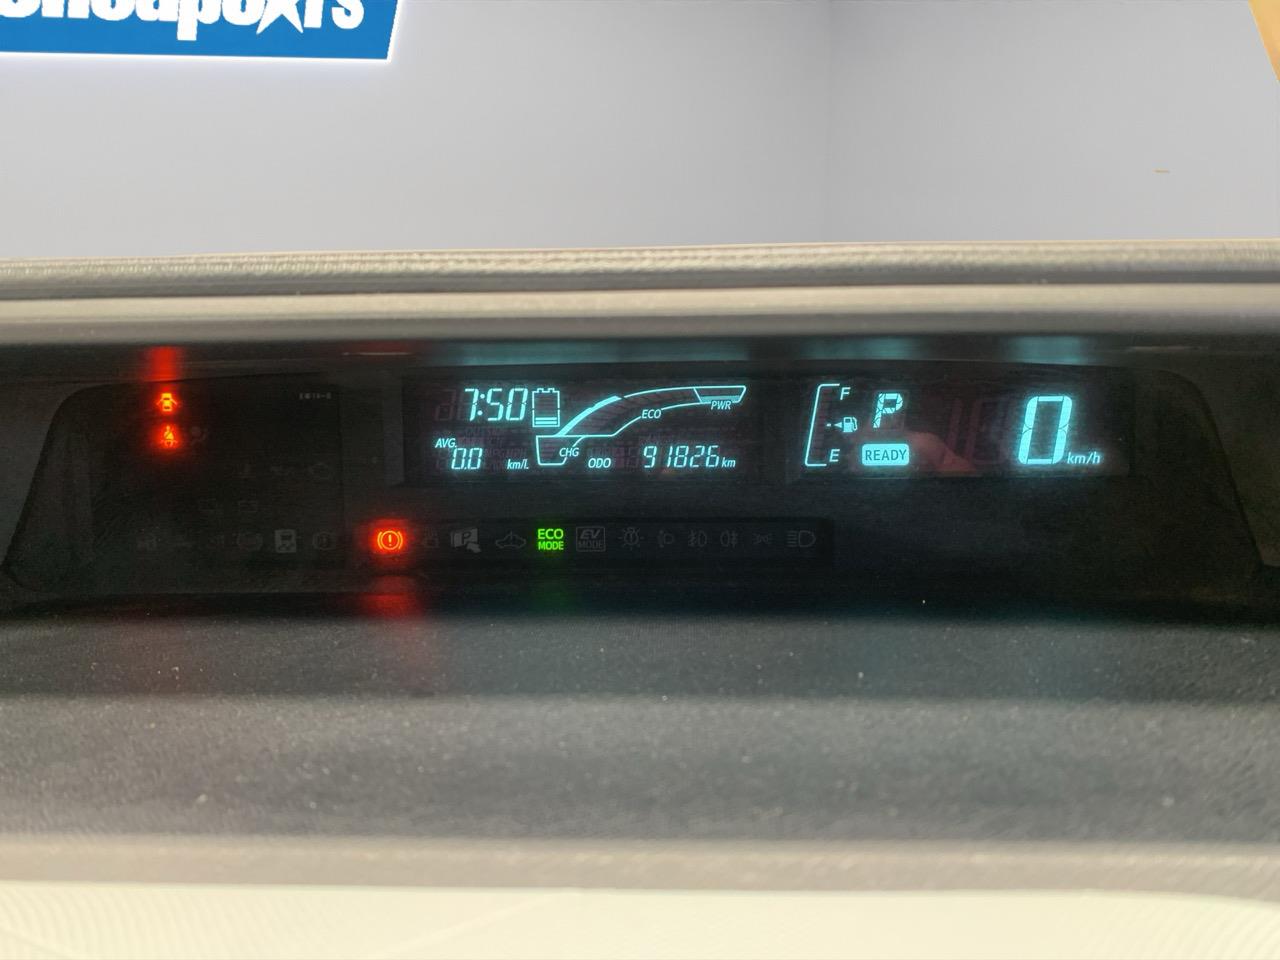 7:50
AVG.
0.0 km/L
CHG
ECO
PWR
ODO 91826 km
F
E
P
READY
0 km/h
ECO MODE
EV MODE
P